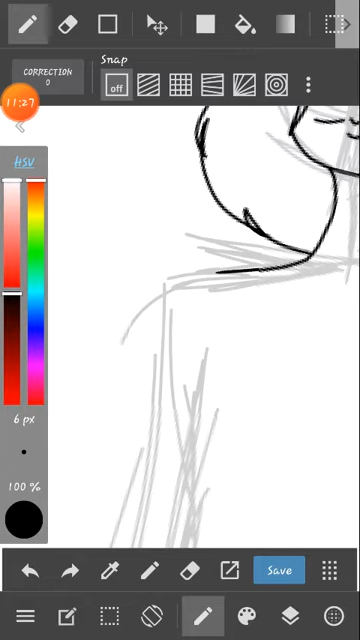 Snap
CORRECTION
0
off
11:27
HSV
6 px
100 %
Save